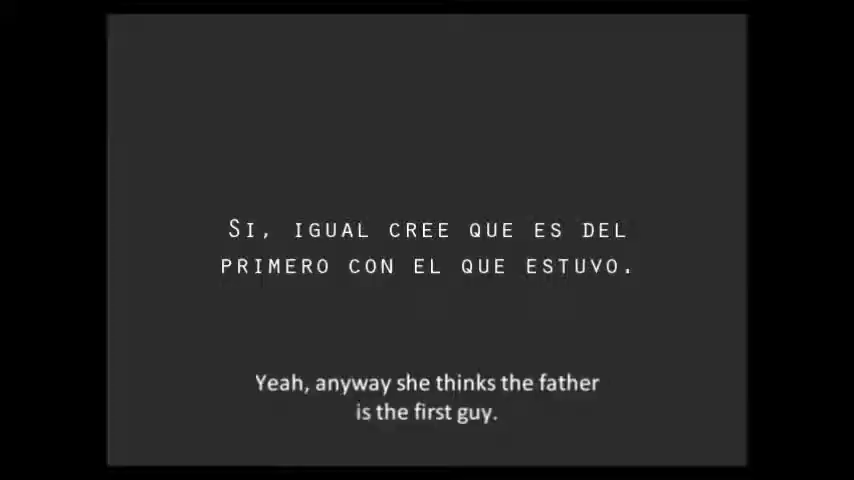 Si, igual cree que es del
primero con el que estuvo.
Yeah, anyway she thinks the father
is the first guy.